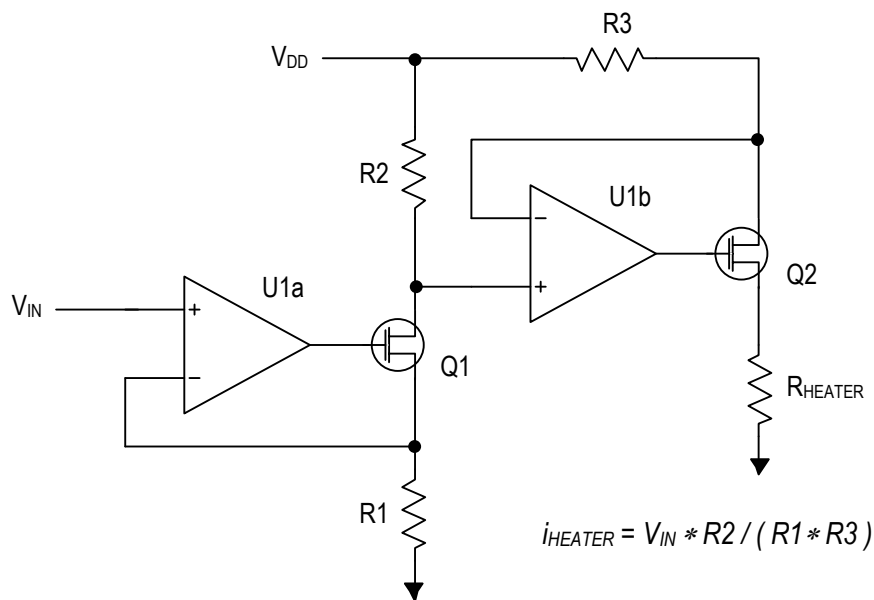 R3
VDD
R2
U1b
−
+
Q2
U1a
VIN
+
−
Q1
RHEATER
R1
iHEATER = VIN * R2 / ( R1 * R3 )